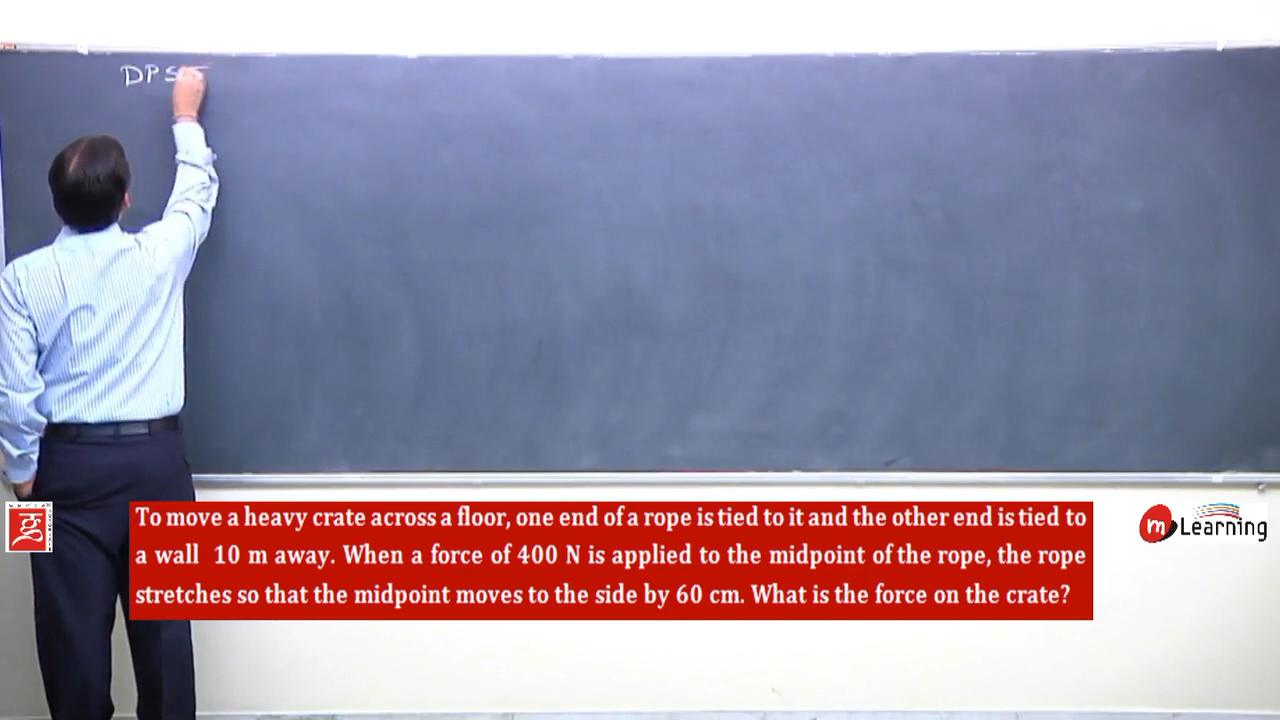 DPS
To move a heavy crate across a floor, one end of a rope is tied to it and the other end is tied to
a wall 10 m away. When a force of 400 N is applied to the midpoint of the rope, the rope
stretches so that the midpoint moves to the side by 60 cm. What is the force on the crate?
ग
m Learning